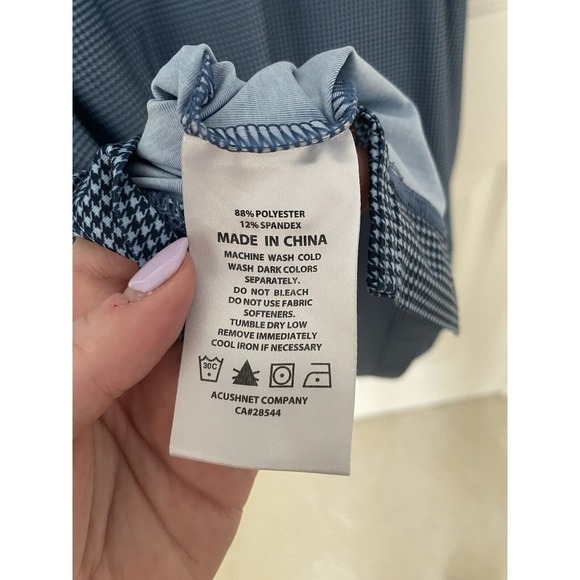 88% POLYESTER
12% SPANDEX
MADE IN CHINA
MACHINE WASH COLD
WASH DARK COLORS
SEPARATELY.
DO NOT BLEACH
DO NOT USE FABRIC
SOFTENERS.
TUMBLE DRY LOW
REMOVE IMMEDIATELY
COOL IRON IF NECESSARY
30C
ACUSHNET COMPANY
CA#28544